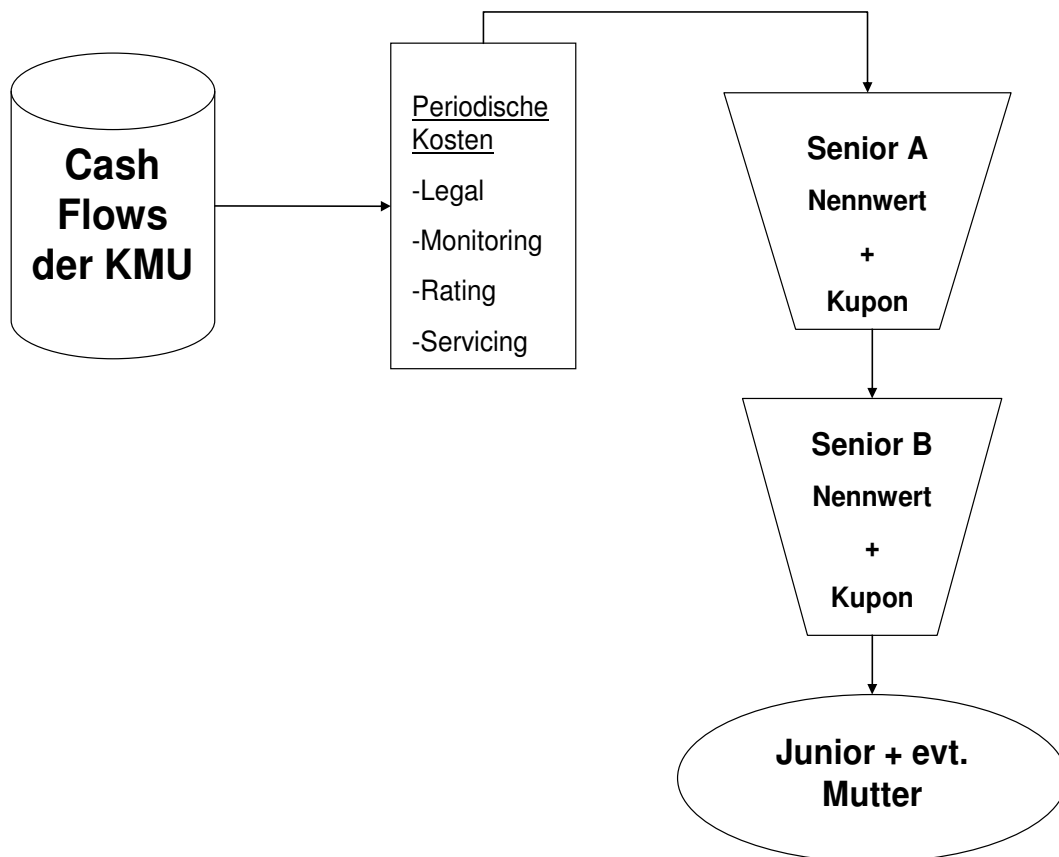 Cash
Flows
der KMU
Periodische
Kosten
-Legal
-Monitoring
-Rating
-Servicing
Senior A
Nennwert
+
Kupon
Senior B
Nennwert
+
Kupon
Junior + evt.
Mutter